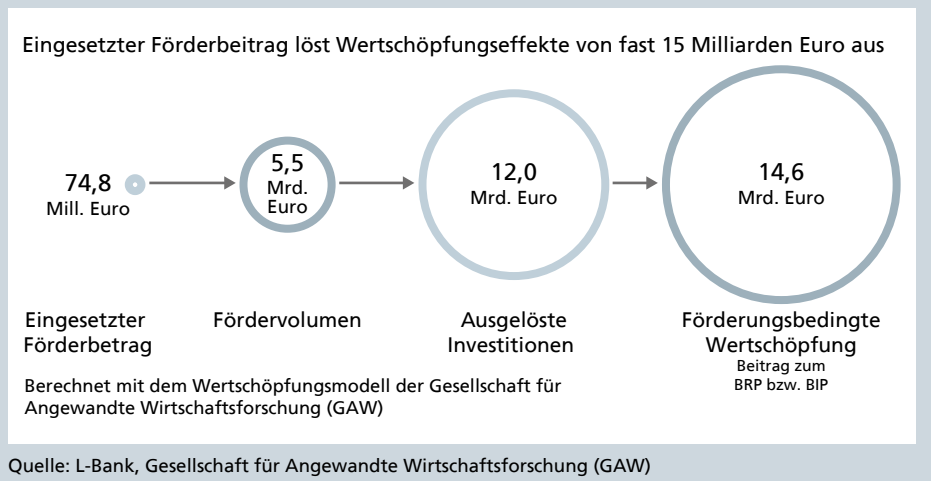 Eingesetzter Förderbeitrag löst Wertschöpfungseffekte von fast 15 Milliarden Euro aus
74,8
Mill. Euro
5,5
Mrd.
Euro
12,0
Mrd. Euro
14,6
Mrd. Euro
Eingesetzter
Förderbetrag
Fördervolumen
Ausgelöste
Investitionen
Förderungsbedingte
Wertschöpfung
Beitrag zum
BRP bzw. BIP
Berechnet mit dem Wertschöpfungsmodell der Gesellschaft für
Angewandte Wirtschaftsforschung (GAW)
Quelle: L-Bank, Gesellschaft für Angewandte Wirtschaftsforschung (GAW)